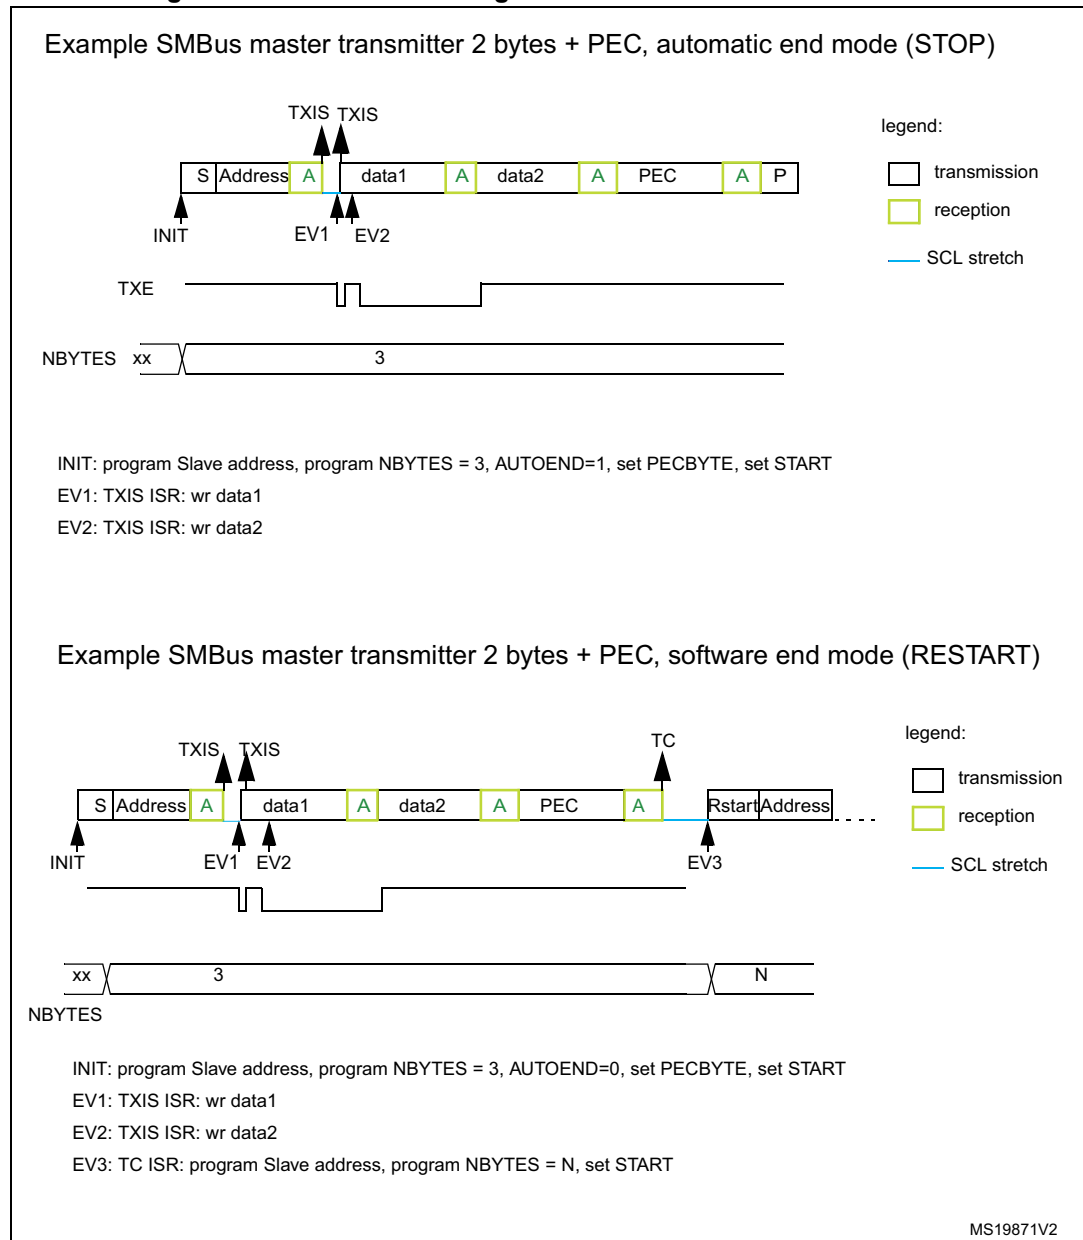 Example SMBus master transmitter 2 bytes + PEC, automatic end mode (STOP)
TXIS TXIS
legend:
S Address A data1 A data2 A PEC A P
transmission
reception
INIT EV1 EV2
SCL stretch
TXE
NBYTES xx 3
INIT: program Slave address, program NBYTES = 3, AUTOEND=1, set PECBYTE, set START
EV1: TXIS ISR: wr data1
EV2: TXIS ISR: wr data2
Example SMBus master transmitter 2 bytes + PEC, software end mode (RESTART)
legend:
TXIS TXIS TC
transmission
S Address A data1 A data2 A PEC A Rstart Address
reception
INIT EV1 EV2 EV3
SCL stretch
xx 3 N
NBYTES
INIT: program Slave address, program NBYTES = 3, AUTOEND=0, set PECBYTE, set START
EV1: TXIS ISR: wr data1
EV2: TXIS ISR: wr data2
EV3: TC ISR: program Slave address, program NBYTES = N, set START
MS19871V2